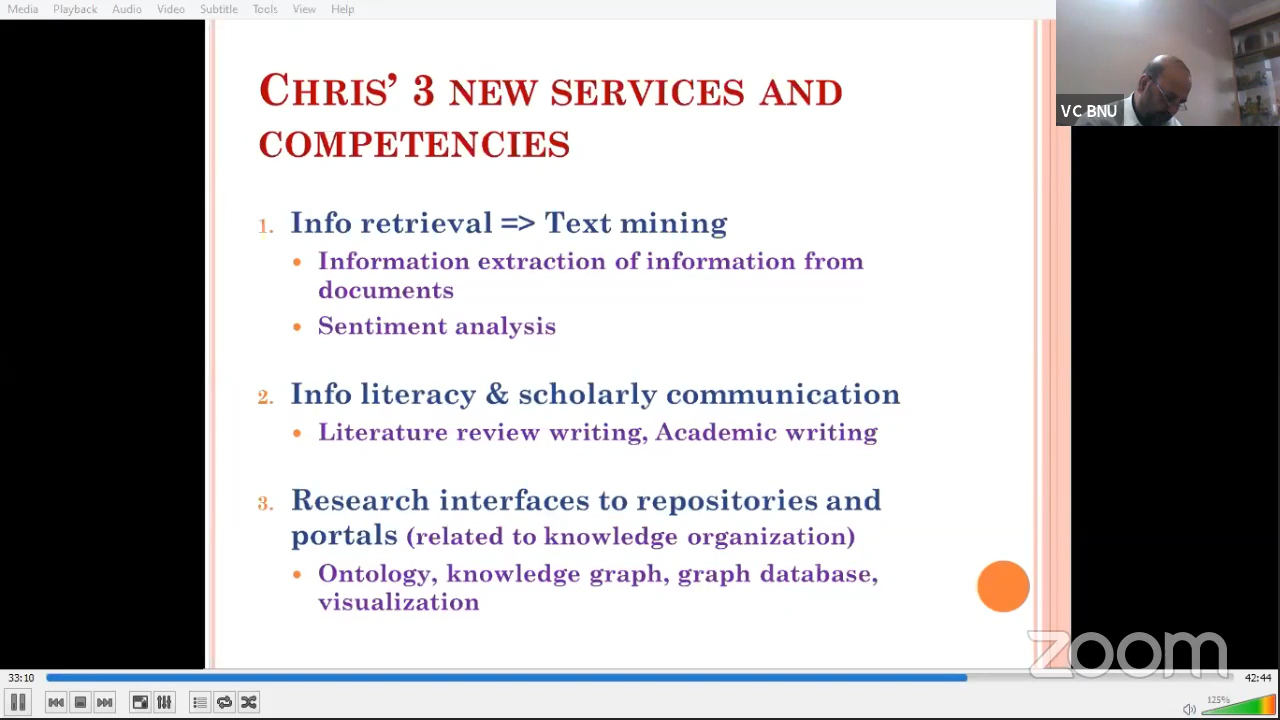 Media Playback Audio Video Subtitle Tools View Help
CHRIS' 3 NEW SERVICES AND
COMPETENCIES
VC BNU
1. Info retrieval => Text mining
• Information extraction of information from
documents
• Sentiment analysis
2. Info literacy & scholarly communication
• Literature review writing, Academic writing
3. Research interfaces to repositories and
portals (related to knowledge organization)
• Ontology, knowledge graph, graph database,
visualization
zoom
33:10 42:44
125%